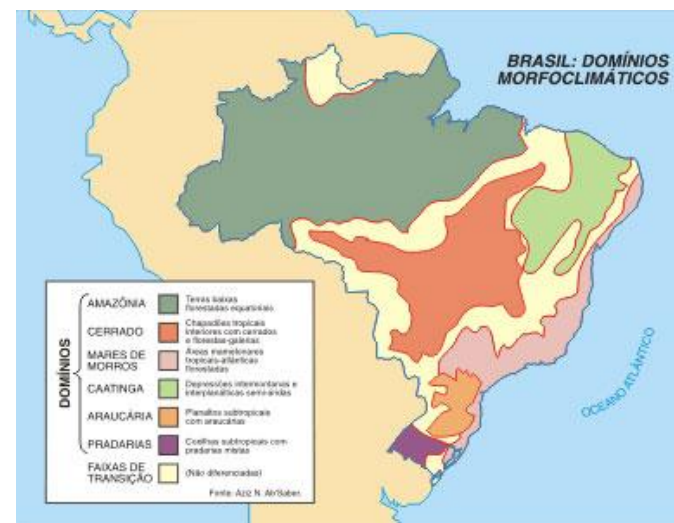 BRASIL: DOMÍNIOS
MORFOCLIMÁTICOS
OCEANO ATLÂNTICO
DOMÍNIOS
AMAZÔNIA
Terras baixas
florestadas equatoriais
CERRADO
Chapadões tropicais
interiores com cerrados
e florestas-galerias
MARES DE
MORROS
Áreas mamelonares
tropicais-atlânticas
florestadas
CAATINGA
Depressões intermontanas e
interplanálticas semi-áridas
ARAUCÁRIA
Planaltos subtropicais
com araucárias
PRADARIAS
Coxilhas subtropicais com
pradarias mistas
FAIXAS DE
TRANSIÇÃO
(Não diferenciadas)
Fonte: Aziz N. Ab'Saber.